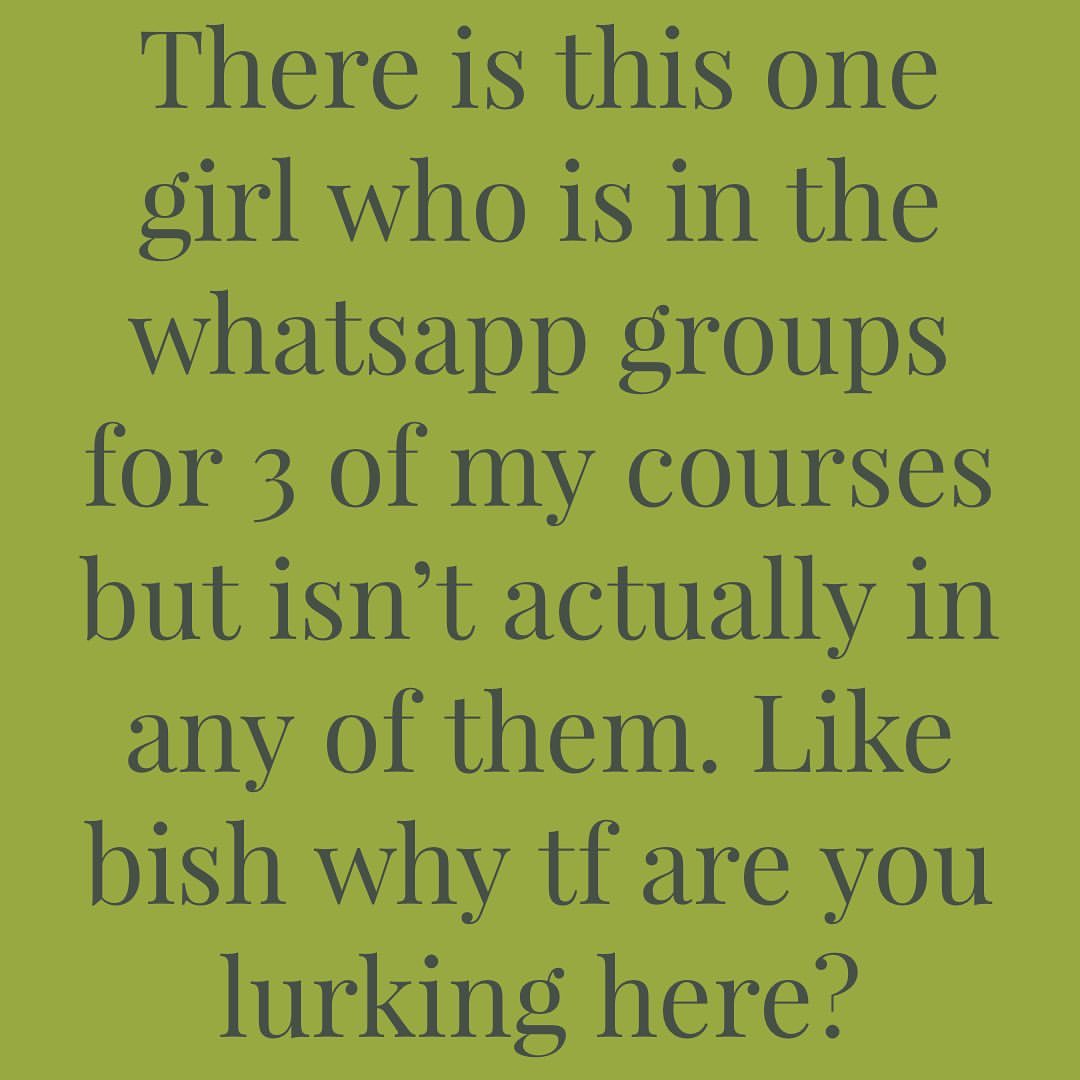 There is this one
girl who is in the
whatsapp groups
for 3 of my courses
but isn’t actually in
any of them. Like
bish why tf are you
lurking here?